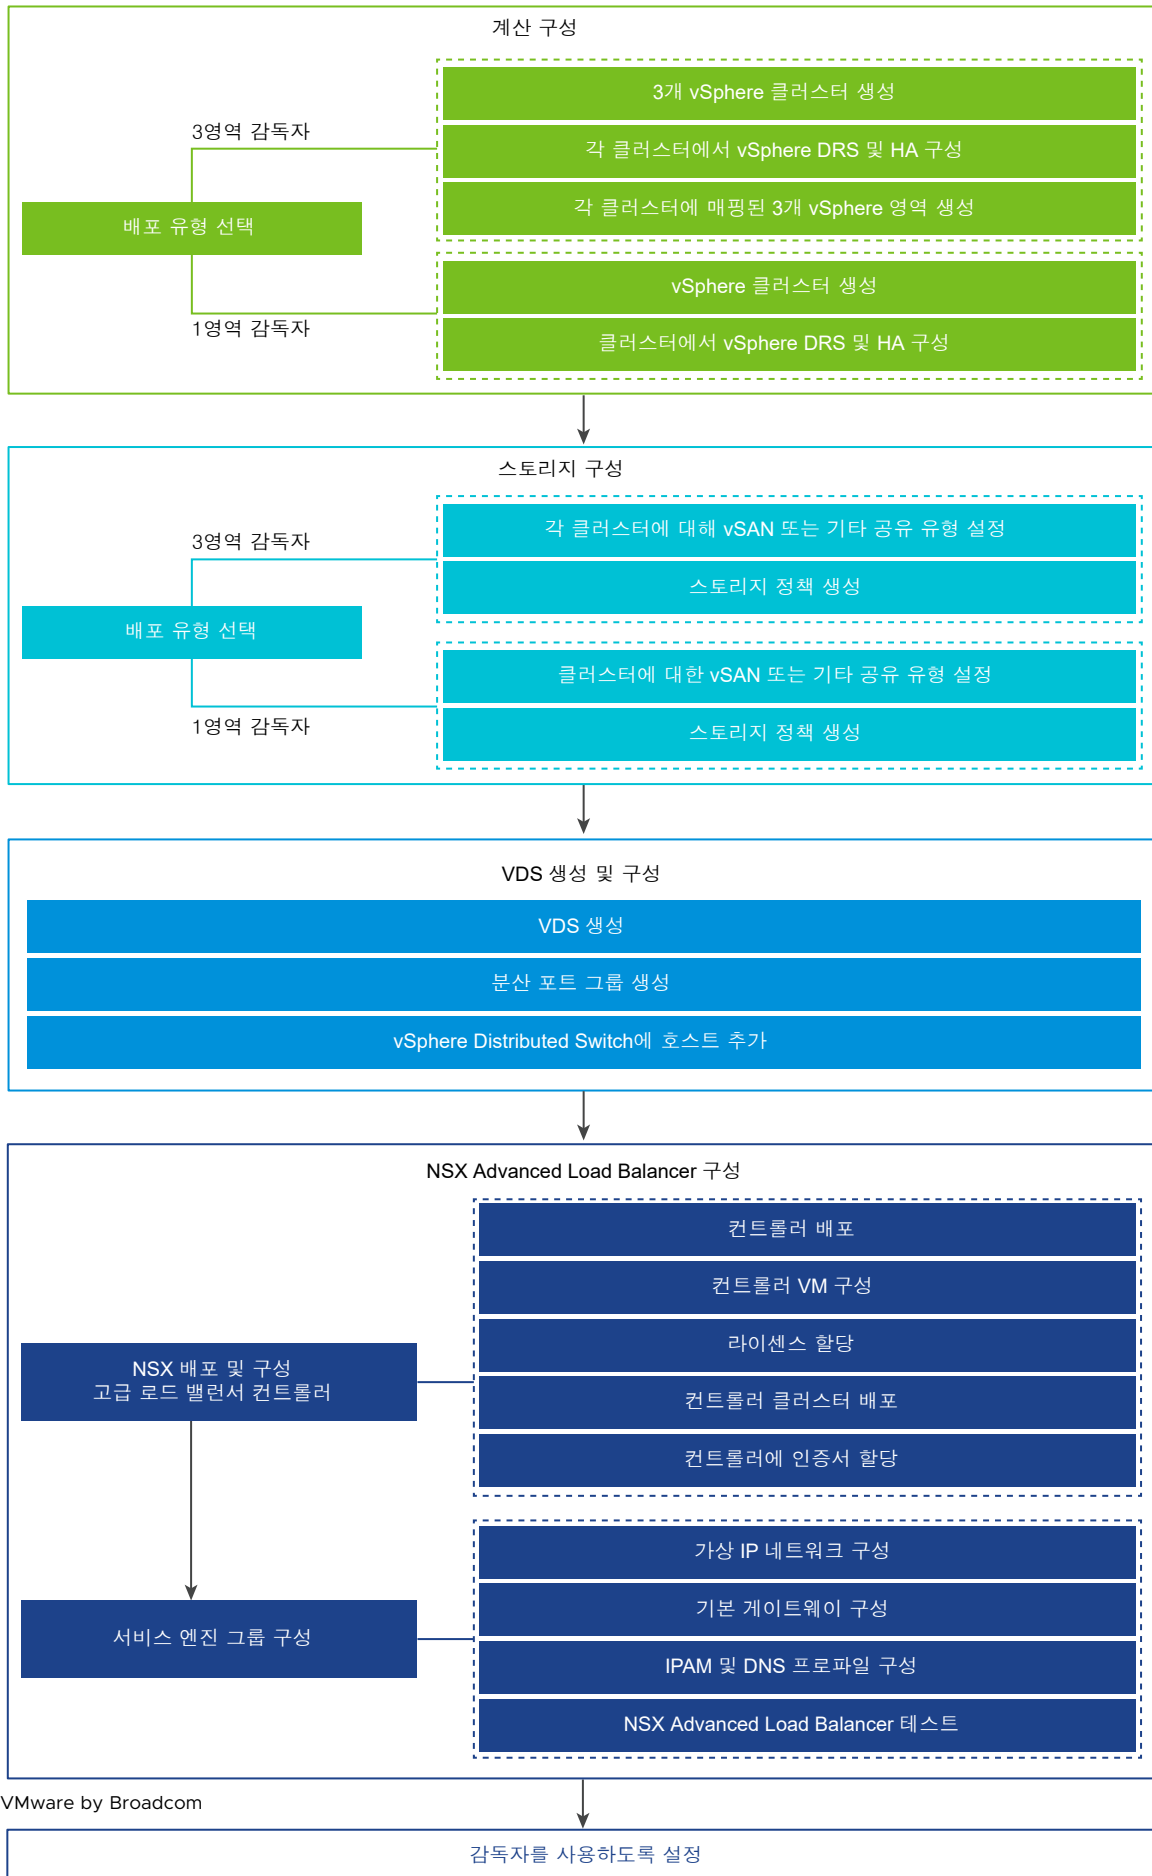 계산 구성
3영역 감독자
3개 vSphere 클러스터 생성
각 클러스터에서 vSphere DRS 및 HA 구성
각 클러스터에 매핑된 3개 vSphere 영역 생성
배포 유형 선택
1영역 감독자
vSphere 클러스터 생성
클러스터에서 vSphere DRS 및 HA 구성
스토리지 구성
3영역 감독자
각 클러스터에 대해 vSAN 또는 기타 공유 유형 설정
스토리지 정책 생성
배포 유형 선택
1영역 감독자
클러스터에 대한 vSAN 또는 기타 공유 유형 설정
스토리지 정책 생성
VDS 생성 및 구성
VDS 생성
분산 포트 그룹 생성
vSphere Distributed Switch에 호스트 추가
NSX Advanced Load Balancer 구성
NSX 배포 및 구성
고급 로드 밸런서 컨트롤러
컨트롤러 배포
컨트롤러 VM 구성
라이센스 할당
컨트롤러 클러스터 배포
컨트롤러에 인증서 할당
서비스 엔진 그룹 구성
가상 IP 네트워크 구성
기본 게이트웨이 구성
IPAM 및 DNS 프로파일 구성
NSX Advanced Load Balancer 테스트
VMware by Broadcom
감독자를 사용하도록 설정